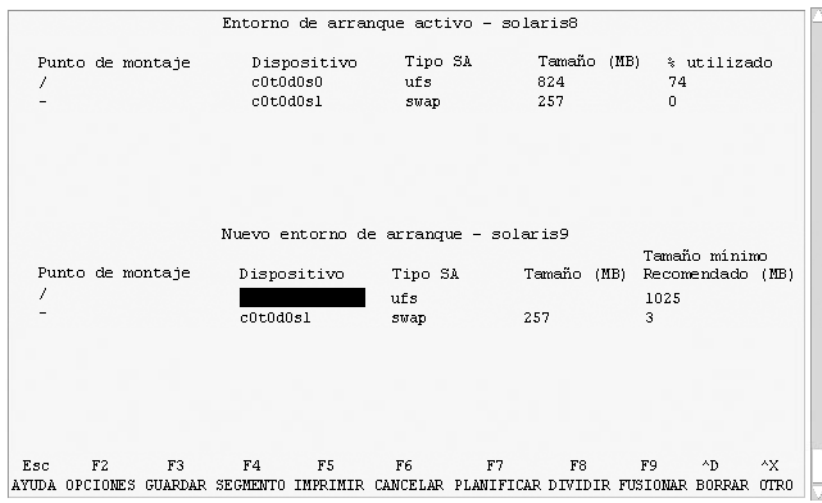 Entorno de arranque activo - solaris8
Punto de montaje Dispositivo Tipo SA Tamaño (MB) % utilizado
/ c0t0d0s0 ufs 824 74
- c0t0d0s1 swap 257 0
Nuevo entorno de arranque - solaris9
Tamaño mínimo
Punto de montaje Dispositivo Tipo SA Tamaño (MB) Recomendado (MB)
/ ufs 1025
- c0t0d0s1 swap 257 3
Esc F2 F3 F4 F5 F6 F7 F8 F9 ^D ^X
AYUDA OPCIONES GUARDAR SEGMENTO IMPRIMIR CANCELAR PLANIFICAR DIVIDIR FUSIONAR BORRAR OTRO